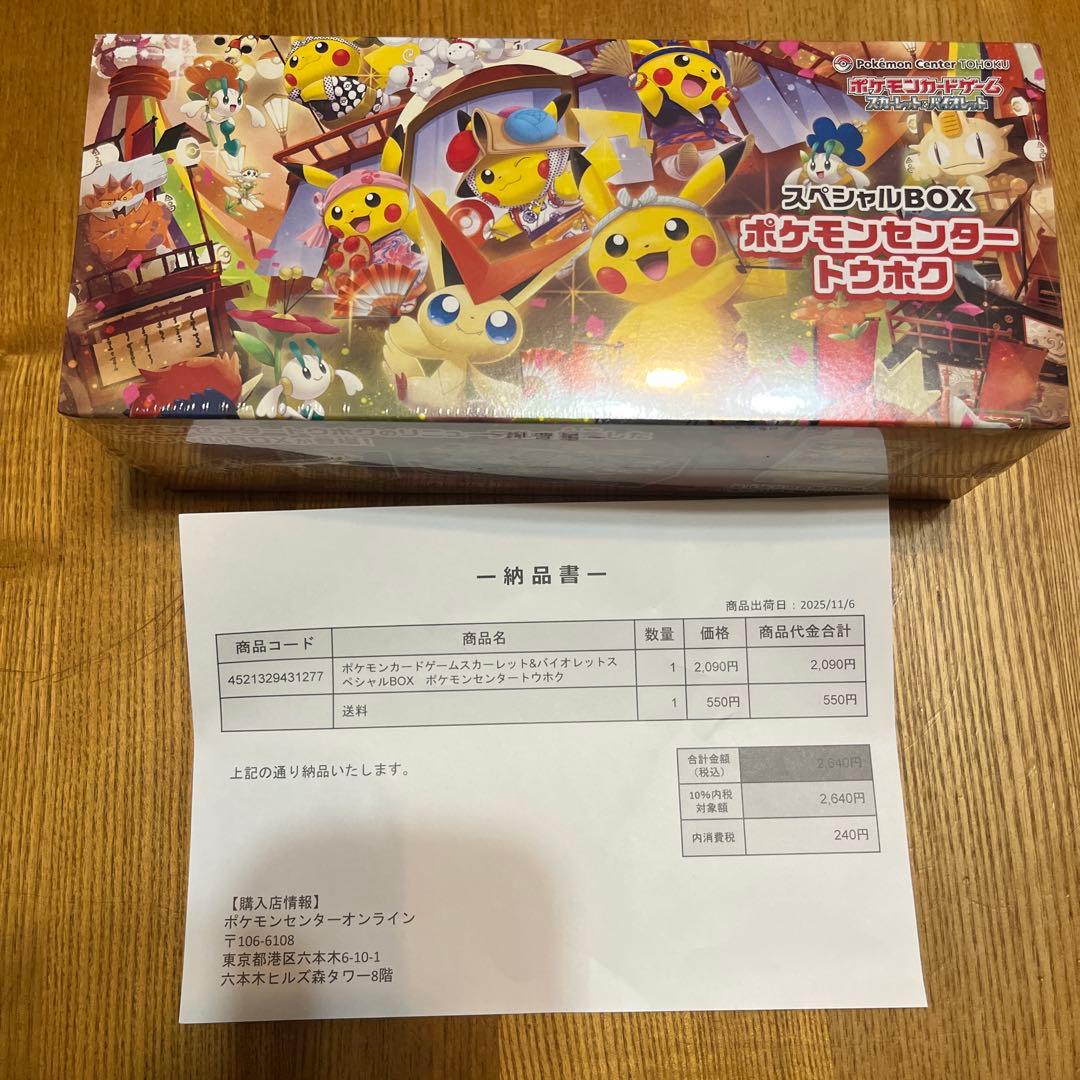 Pokémon Center TOHOKU
ポケモンカードゲーム
スカーレット&バイオレット
スペシャルBOX
ポケモンセンター
トウホク
ー納品書ー
商品出荷日：2025/11/6
商品コード 商品名 数量 価格 商品代金合計
4521329431277 ポケモンカードゲームスカーレット&バイオレットス 1 2,090円 2,090円
ペシャルBOX ポケモンセンタートウホク
送料 1 550円 550円
上記の通り納品いたします。
合計金額 2,640円
（税込）
10%内税 2,640円
対象額
内消費税 240円
【購入店情報】
ポケモンセンターオンライン
〒106-6108
東京都港区六本木6-10-1
六本木ヒルズ森タワー8階